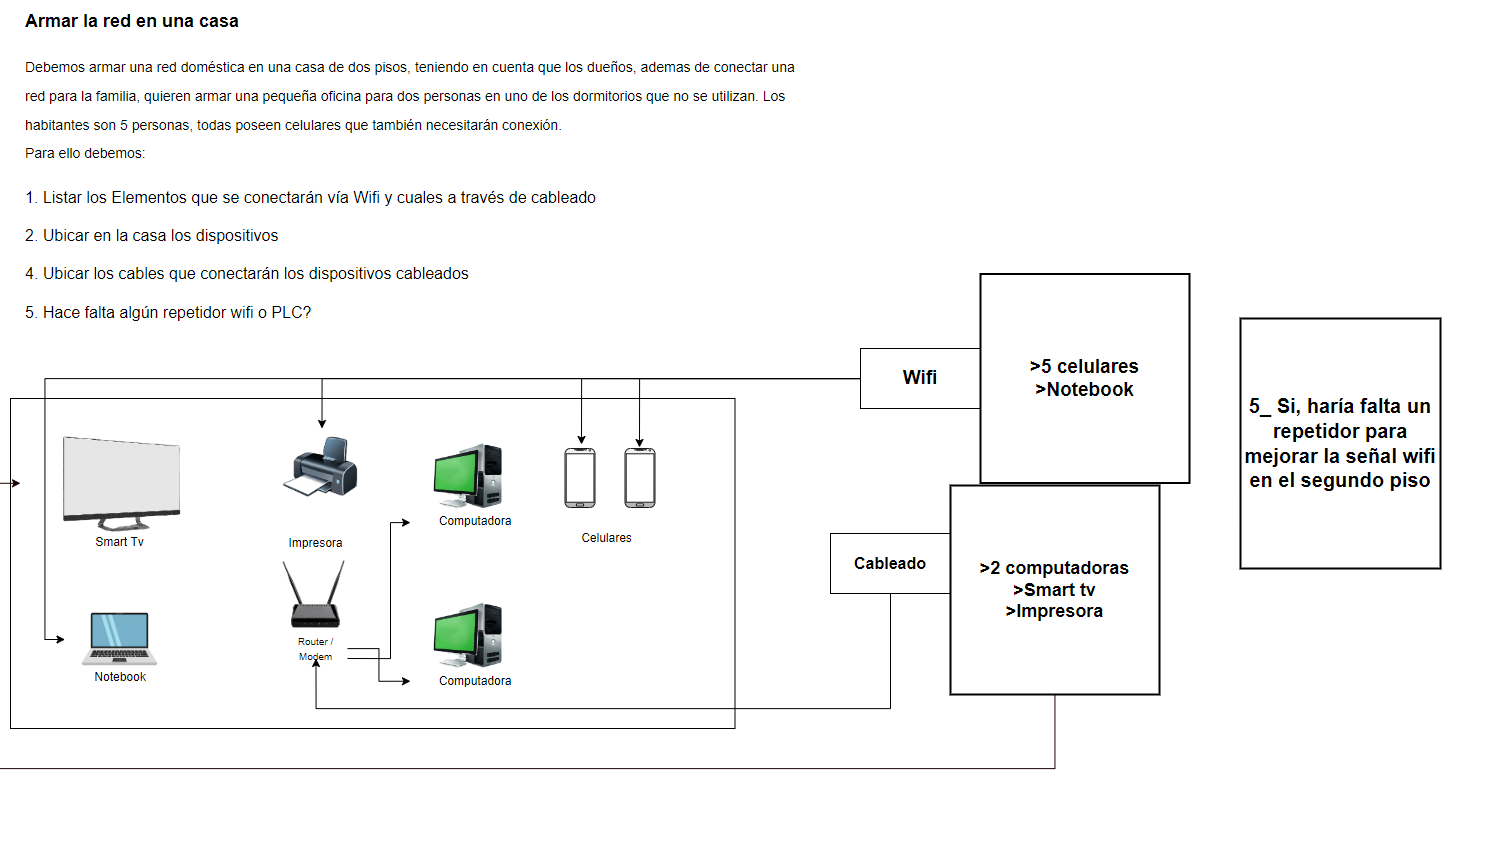 Armar la red en una casa
Debemos armar una red doméstica en una casa de dos pisos, teniendo en cuenta que los dueños, ademas de conectar una
red para la familia, quieren armar una pequeña oficina para dos personas en uno de los dormitorios que no se utilizan. Los
habitantes son 5 personas, todas poseen celulares que también necesitarán conexión.
Para ello debemos:
1. Listar los Elementos que se conectarán vía Wifi y cuales a través de cableado
2. Ubicar en la casa los dispositivos
4. Ubicar los cables que conectarán los dispositivos cableados
5. Hace falta algún repetidor wifi o PLC?
Wifi
>5 celulares
>Notebook
5_ Si, haría falta un
repetidor para
mejorar la señal wifi
en el segundo piso
Smart Tv
Impresora
Computadora
Celulares
Cableado
>2 computadoras
>Smart tv
>Impresora
Notebook
Router /
Modem
Computadora